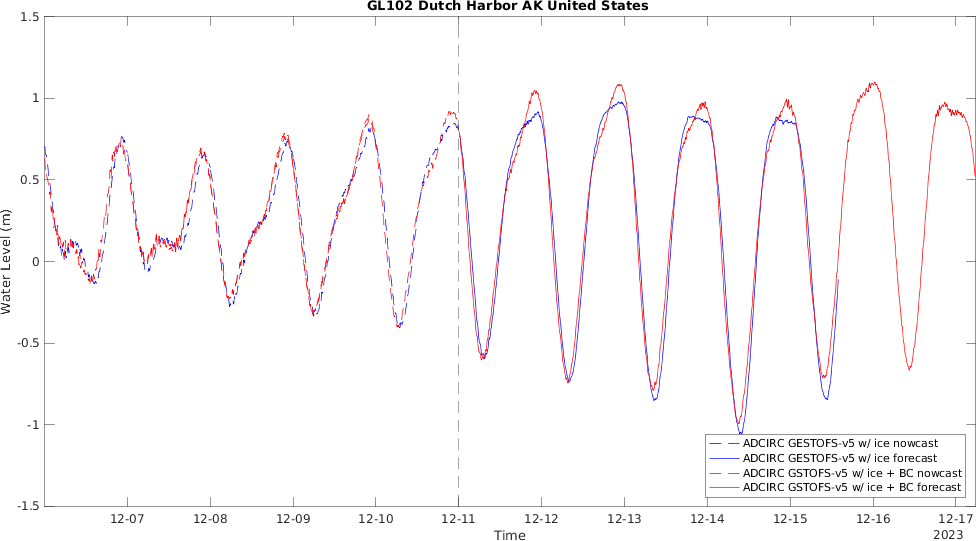 GL102 Dutch Harbor AK United States
1.5
1
0.5
0
-0.5
-1
-1.5
Water Level (m)
12-07
12-08
12-09
12-10
12-11
12-12
12-13
12-14
12-15
12-16
12-17
Time
2023
ADCIRC GESTOFS-v5 w/ ice nowcast
ADCIRC GESTOFS-v5 w/ ice forecast
ADCIRC GSTOFS-v5 w/ ice + BC nowcast
ADCIRC GSTOFS-v5 w/ ice + BC forecast